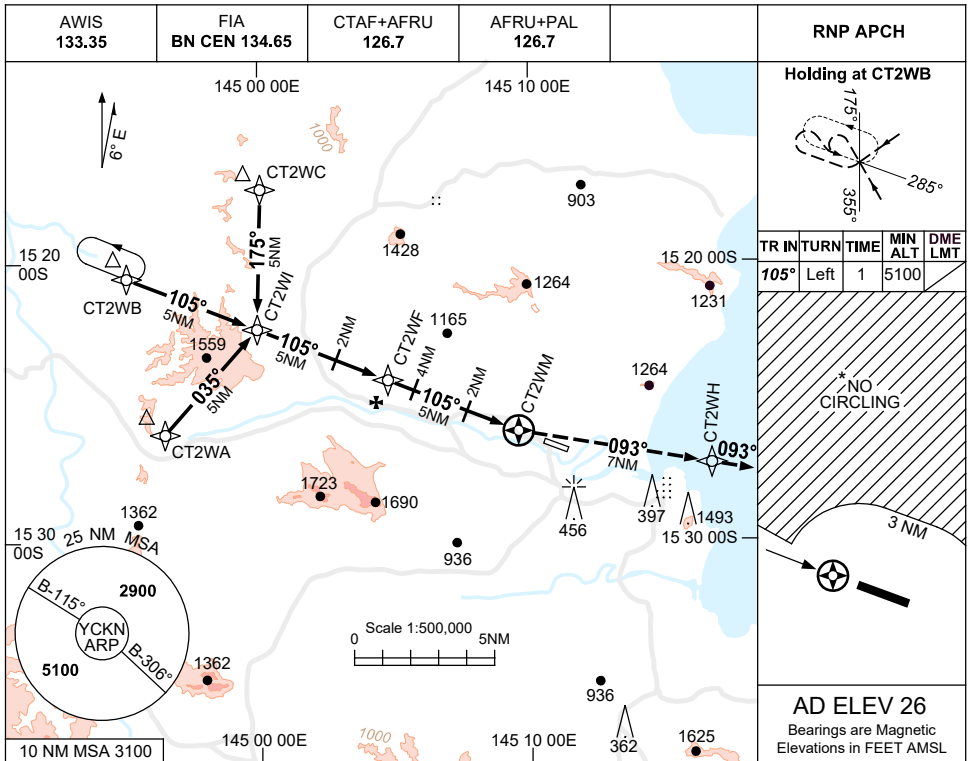 AWIS
133.35
FIA
BN CEN 134.65
CTAF+AFRU
126.7
AFRU+PAL
126.7
RNP APCH
145 00 00E
145 10 00E
6° E
1000
CT2WC
903
1428
175°
5NM
15 20
00S
15 20 00S
CT2WI
1264
1231
CT2WB
105°
5NM
105°
5NM
2NM
CT2WF
1165
1559
035°
5NM
4NM
105°
5NM
2NM
CT2WM
1264
CT2WH
CT2WA
093°
7NM
093°
1723
1690
456
397
1493
1362
15 30
00S
15 30 00S
936
25 NM MSA
2900
B-115°
YCKN
ARP
B-306°
5100
Scale 1:500,000
0
5NM
1362
936
362
1625
1000
10 NM MSA 3100
145 00 00E
145 10 00E
Holding at CT2WB
175°
285°
355°
TR IN TURN TIME MIN ALT DME LMT
105° Left 1 5100
*NO
CIRCLING
3 NM
AD ELEV 26
Bearings are Magnetic
Elevations in FEET AMSL